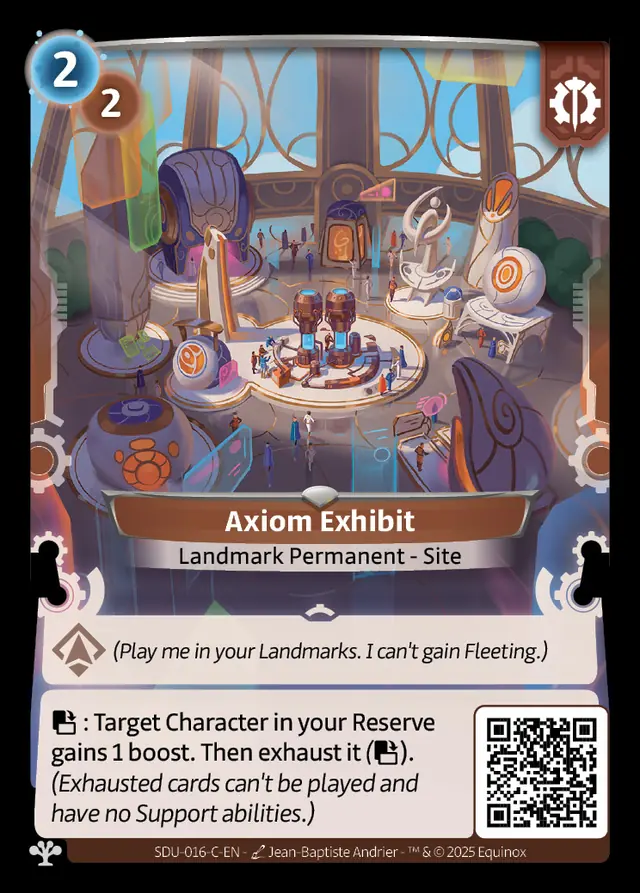 2
2
Axiom Exhibit
Landmark Permanent - Site
(Play me in your Landmarks. I can't gain Fleeting.)
: Target Character in your Reserve
gains 1 boost. Then exhaust it ().
(Exhausted cards can't be played and
have no Support abilities.)
SDU-016-C-EN - Jean-Baptiste Andrier - ™ & © 2025 Equinox